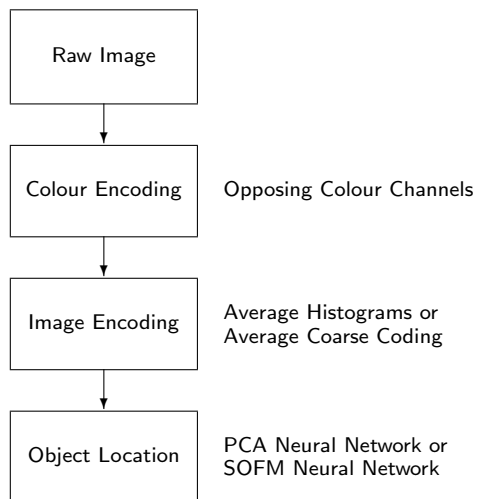 Raw Image
Colour Encoding
Opposing Colour Channels
Image Encoding
Average Histograms or
Average Coarse Coding
Object Location
PCA Neural Network or
SOFM Neural Network